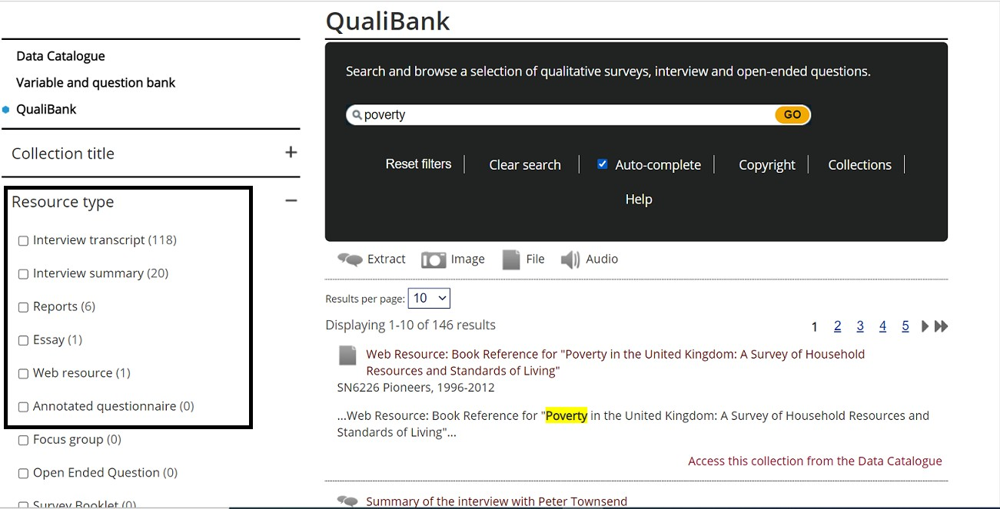 QualiBank
Data Catalogue
Variable and question bank
QualiBank
Collection title +
Resource type −
Interview transcript (118)
Interview summary (20)
Reports (6)
Essay (1)
Web resource (1)
Annotated questionnaire (0)
Focus group (0)
Open Ended Question (0)
Survey Booklet (0)
Search and browse a selection of qualitative surveys, interview and open-ended questions.
poverty GO
Reset filters Clear search Auto-complete Copyright Collections
Help
Extract Image File Audio
Results per page: 10
Displaying 1-10 of 146 results 1 2 3 4 5
Web Resource: Book Reference for "Poverty in the United Kingdom: A Survey of Household
Resources and Standards of Living"
SN6226 Pioneers, 1996-2012
...Web Resource: Book Reference for "Poverty in the United Kingdom: A Survey of Household Resources and
Standards of Living"...
Access this collection from the Data Catalogue
Summary of the interview with Peter Townsend